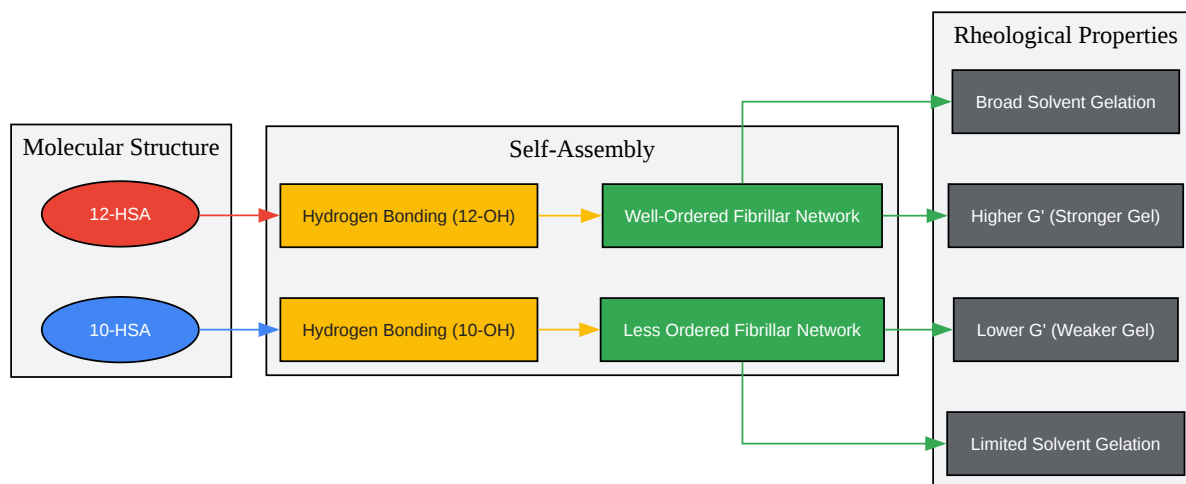 Rheological Properties
Broad Solvent Gelation
Molecular Structure
Self-Assembly
12-HSA
Hydrogen Bonding (12-OH)
Well-Ordered Fibrillar Network
Higher G' (Stronger Gel)
10-HSA
Hydrogen Bonding (10-OH)
Less Ordered Fibrillar Network
Lower G' (Weaker Gel)
Limited Solvent Gelation